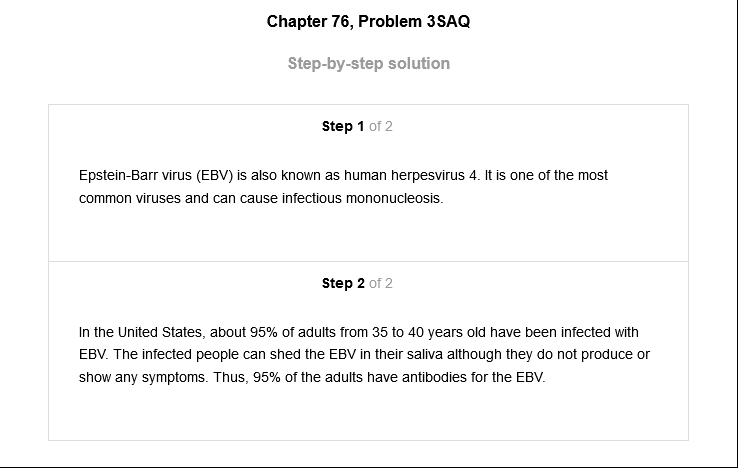 Chapter 76, Problem 3SAQ
Step-by-step solution
Step 1 of 2
Epstein-Barr virus (EBV) is also known as human herpesvirus 4. It is one of the most
common viruses and can cause infectious mononucleosis.
Step 2 of 2
In the United States, about 95% of adults from 35 to 40 years old have been infected with
EBV. The infected people can shed the EBV in their saliva although they do not produce or
show any symptoms. Thus, 95% of the adults have antibodies for the EBV.